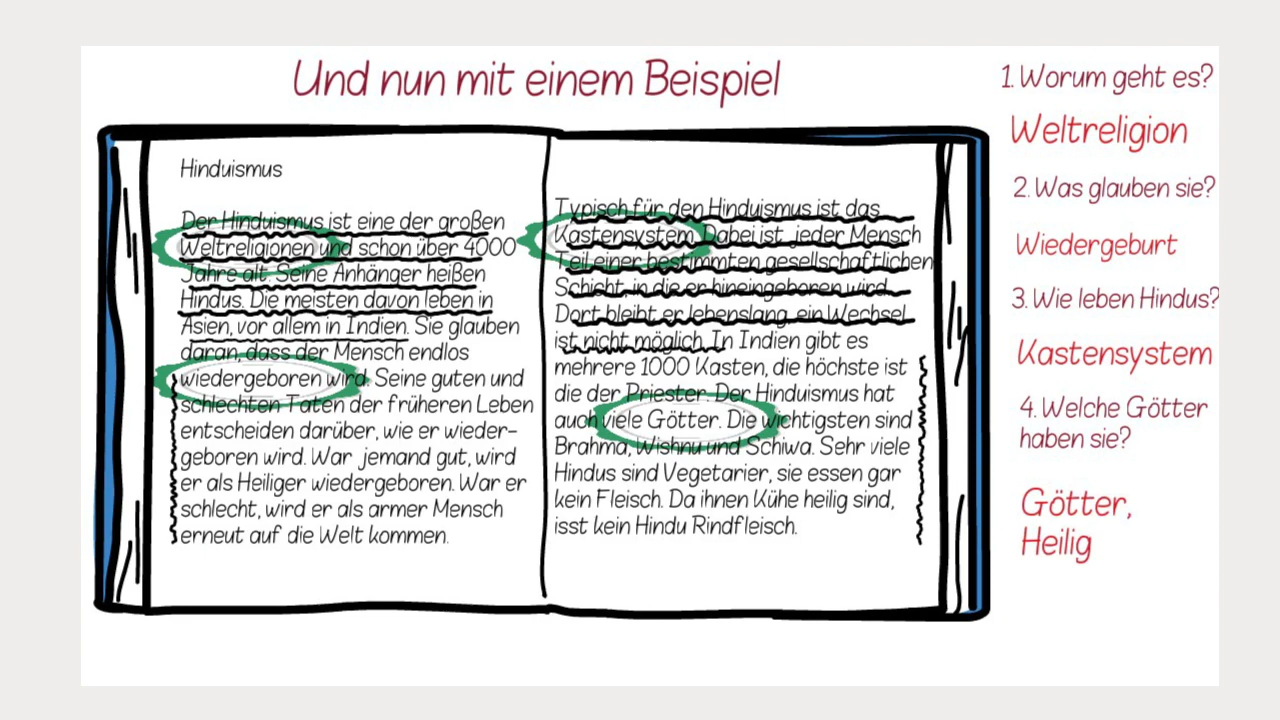 Und nun mit einem Beispiel
Hinduismus
Der Hinduismus ist eine der großen
Weltreligionen und schon über 4000
Jahre alt. Seine Anhänger heißen
Hindus. Die meisten davon leben in
Asien, vor allem in Indien. Sie glauben
daran, dass der Mensch endlos
wiedergeboren wird. Seine guten und
schlechten Taten der früheren Leben
entscheiden darüber, wie er wieder-
geboren wird. War jemand gut, wird
er als Heiliger wiedergeboren. War er
schlecht, wird er als armer Mensch
erneut auf die Welt kommen.
Typisch für den Hinduismus ist das
Kastensystem. Dabei ist jeder Mensch
Teil einer bestimmten gesellschaftlichen
Schicht, in die er hineingeboren wird.
Dort bleibt er lebenslang, ein Wechsel
ist nicht möglich. In Indien gibt es
mehrere 1000 Kasten, die höchste ist
die der Priester. Der Hinduismus hat
auch viele Götter. Die wichtigsten sind
Brahma, Wishnu und Schiwa. Sehr viele
Hindus sind Vegetarier, sie essen gar
kein Fleisch. Da ihnen Kühe heilig sind,
isst kein Hindu Rindfleisch.
1. Worum geht es?
Weltreligion
2. Was glauben sie?
Wiedergeburt
3. Wie leben Hindus?
Kastensystem
4. Welche Götter
haben sie?
Götter,
Heilig